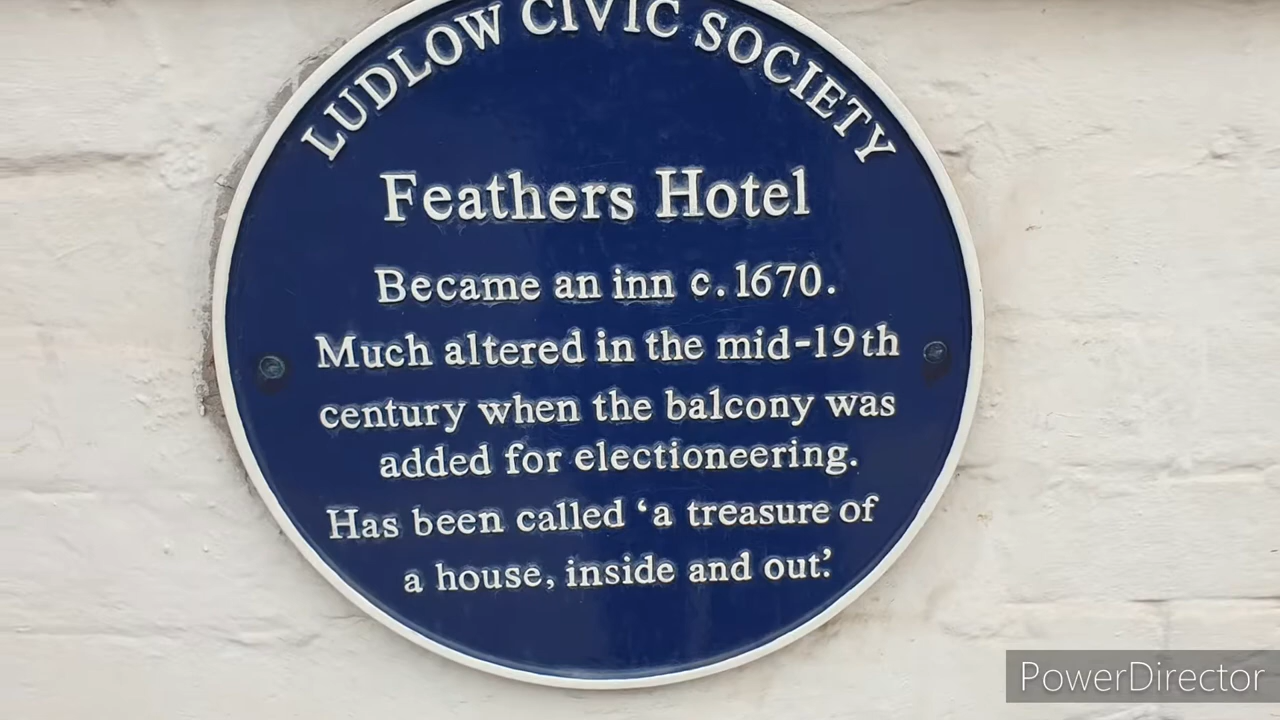 LUDLOW CIVIC SOCIETY
Feathers Hotel
Became an inn c. 1670.
Much altered in the mid-19th
century when the balcony was
added for electioneering.
Has been called ‘a treasure of
a house, inside and out.’
PowerDirector